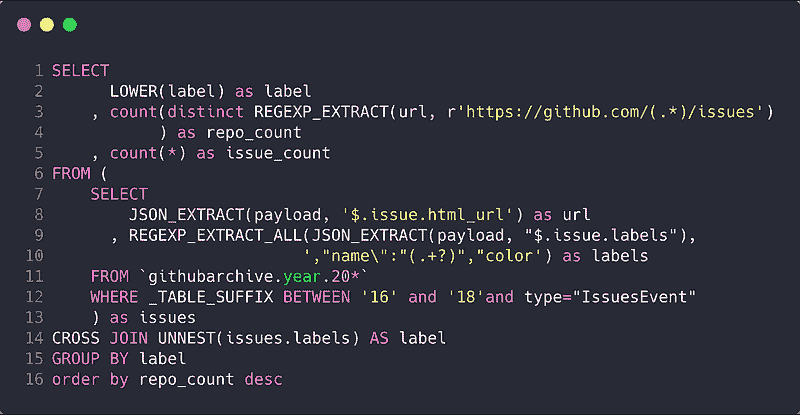 1 SELECT
2       LOWER(label) as label
3     , count(distinct REGEXP_EXTRACT(url, r'https://github.com/(.*)/issues')
4            ) as repo_count
5     , count(*) as issue_count
6 FROM (
7     SELECT
8         JSON_EXTRACT(payload, '$.issue.html_url') as url
9       , REGEXP_EXTRACT_ALL(JSON_EXTRACT(payload, "$.issue.labels"),
10                           ',"name\":"(.+?)","color') as labels
11     FROM `githubarchive.year.20*`
12     WHERE _TABLE_SUFFIX BETWEEN '16' and '18'and type="IssuesEvent"
13     ) as issues
14 CROSS JOIN UNNEST(issues.labels) AS label
15 GROUP BY label
16 order by repo_count desc